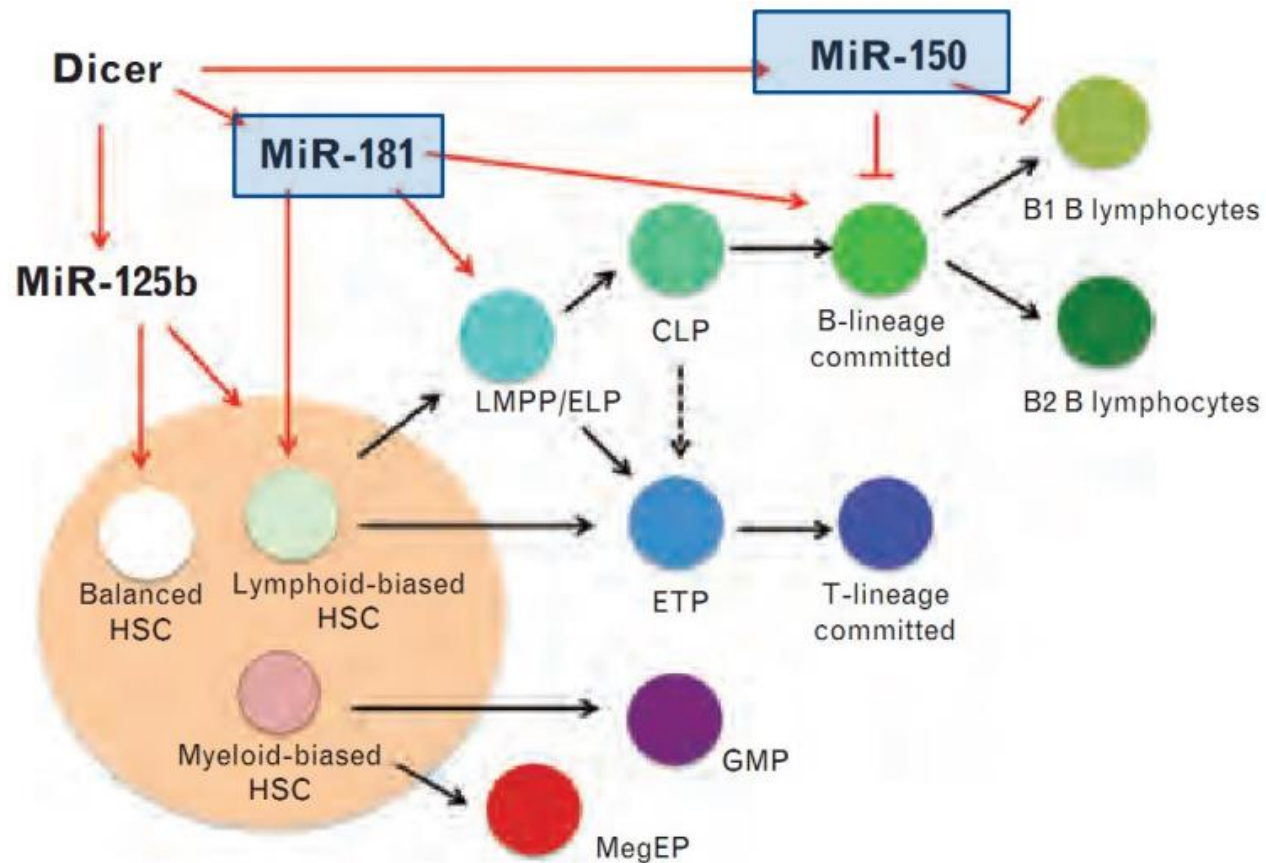 Dicer
MiR-150
MiR-181
B1 B lymphocytes
MiR-125b
CLP
B-lineage
committed
LMPP/ELP
B2 B lymphocytes
Balanced
HSC
Lymphoid-biased
HSC
ETP
T-lineage
committed
Myeloid-biased
HSC
GMP
MegEP